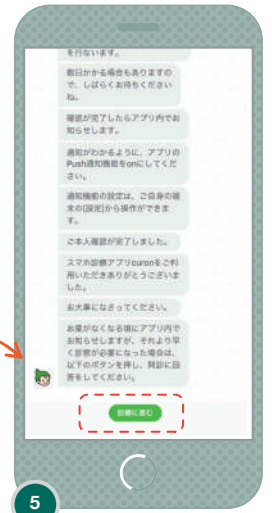 を行ないます。
数日かかる場合もありますの
で、しばらくお待ちください
ね。
確認が完了したらアプリ内でお
知らせします。
通知がわかるように、アプリの
Push通知機能をonにしてくだ
さい。
通知機能の設定は、ご自身の端
末の[設定]から操作ができま
す。
ご本人確認が完了しました。
スマホ診療アプリcuronをご利
用いただきありがとうございま
した。
お大事になさってください。
お薬がなくなる頃にアプリ内で
お知らせしますが、それより早
く診察が必要になった場合は、
以下のボタンを押し、問診に回
答をしてください。
診療に進む
5